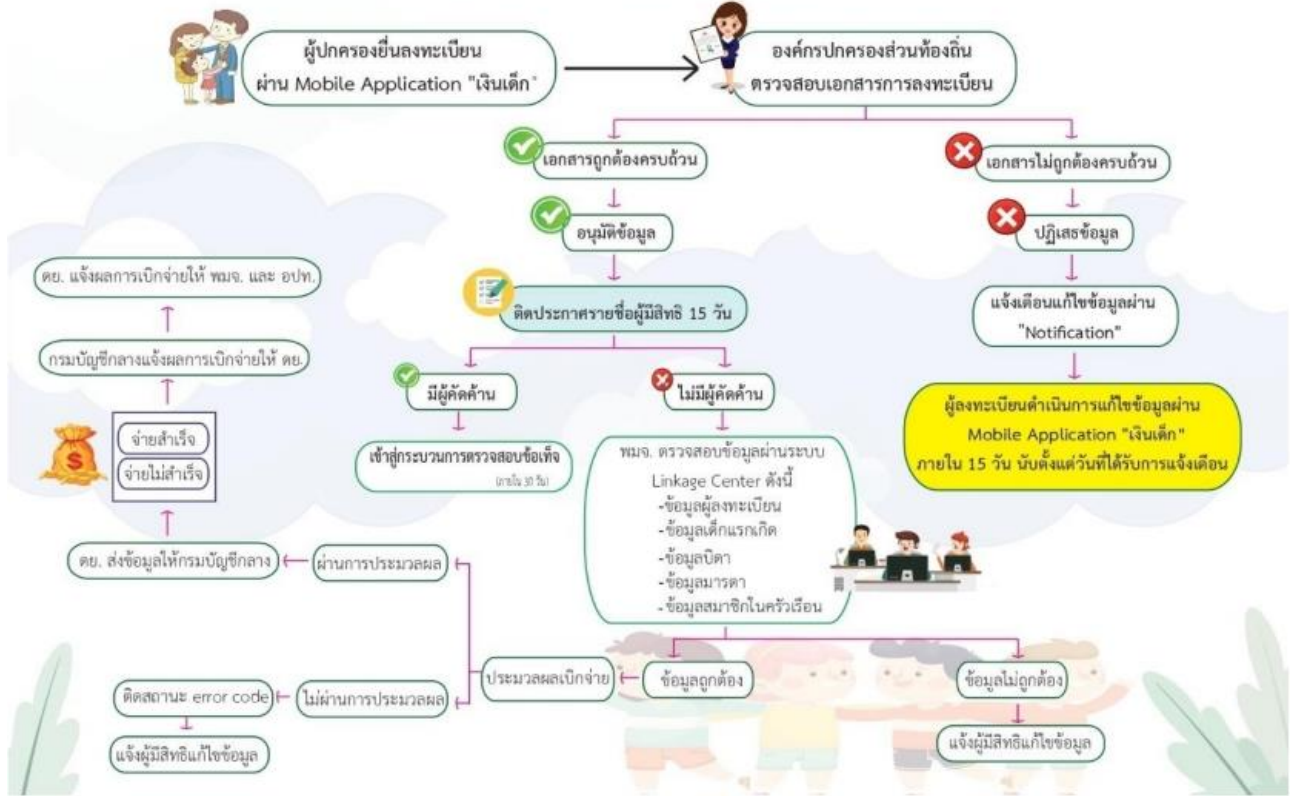 ผู้ปกครองยื่นลงทะเบียน
ผ่าน Mobile Application "เงินเด็ก"
องค์กรปกครองส่วนท้องถิ่น
ตรวจสอบเอกสารการลงทะเบียน
เอกสารถูกต้องครบถ้วน
เอกสารไม่ถูกต้องครบถ้วน
อนุมัติข้อมูล
ปฏิเสธข้อมูล
ติดประกาศรายชื่อผู้มีสิทธิ 15 วัน
แจ้งเตือนแก้ไขข้อมูลผ่าน
"Notification"
มีผู้คัดค้าน
ไม่มีผู้คัดค้าน
ผู้ลงทะเบียนดำเนินการแก้ไขข้อมูลผ่าน
Mobile Application "เงินเด็ก"
ภายใน 15 วัน นับตั้งแต่วันที่ได้รับการแจ้งเตือน
เข้าสู่กระบวนการตรวจสอบข้อเท็จ
(ภายใน 30 วัน)
พมจ. ตรวจสอบข้อมูลผ่านระบบ
Linkage Center ดังนี้
-ข้อมูลผู้ลงทะเบียน
-ข้อมูลเด็กแรกเกิด
-ข้อมูลบิดา
-ข้อมูลมารดา
-ข้อมูลสมาชิกในครัวเรือน
ข้อมูลถูกต้อง
ข้อมูลไม่ถูกต้อง
แจ้งผู้มีสิทธิแก้ไขข้อมูล
ประมวลผลเบิกจ่าย
ผ่านการประมวลผล
ไม่ผ่านการประมวลผล
ติดสถานะ error code
แจ้งผู้มีสิทธิแก้ไขข้อมูล
ดย. ส่งข้อมูลให้กรมบัญชีกลาง
จ่ายสำเร็จ
จ่ายไม่สำเร็จ
กรมบัญชีกลางแจ้งผลการเบิกจ่ายให้ ดย.
ดย. แจ้งผลการเบิกจ่ายให้ พมจ. และ อปท.